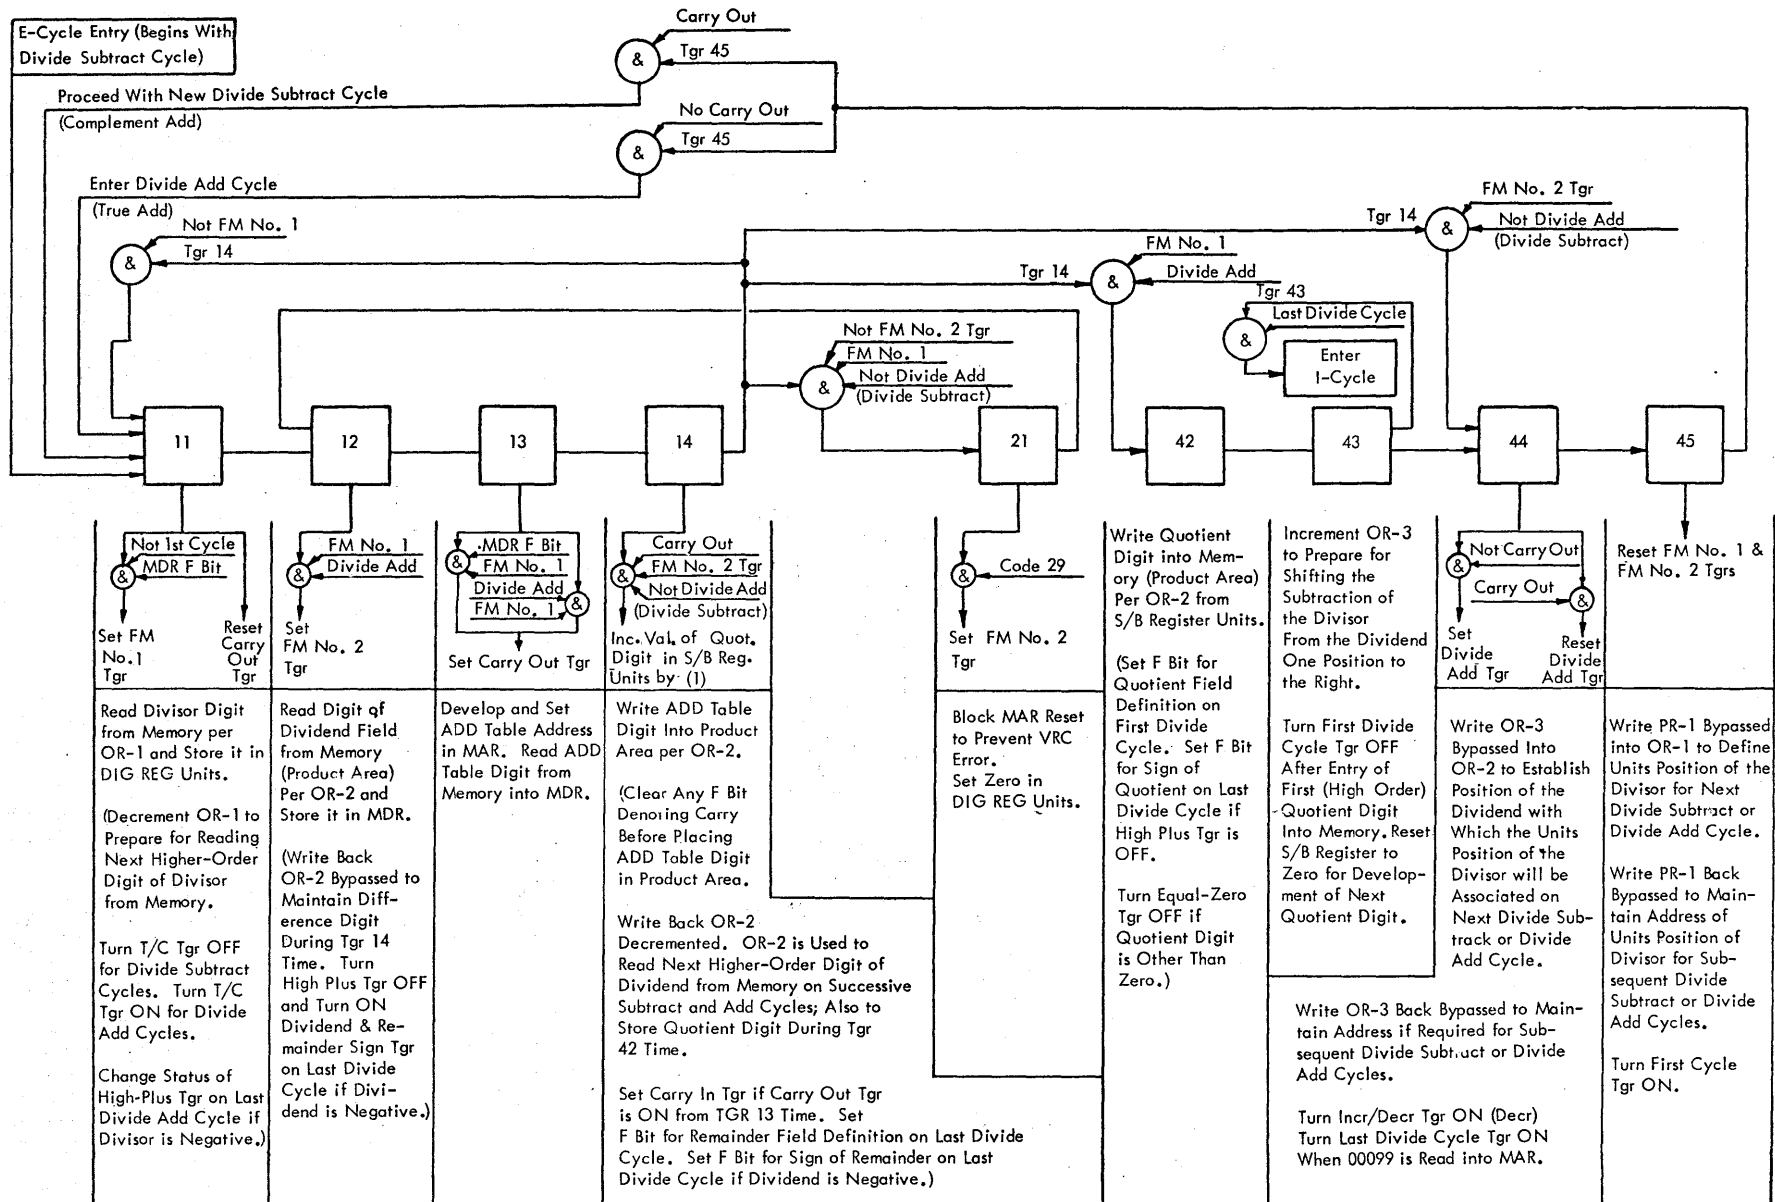 E-Cycle Entry (Begins With
Divide Subtract Cycle)
Carry Out
Tgr 45
&
Proceed With New Divide Subtract Cycle
(Complement Add)
No Carry Out
Tgr 45
&
Enter Divide Add Cycle
(True Add)
Not FM No. 1
Tgr 14
&
FM No. 2 Tgr
Tgr 14
Not Divide Add
(Divide Subtract)
&
FM No. 1
Tgr 14
Divide Add
&
Tgr 43
Last Divide Cycle
&
Enter
I-Cycle
Not FM No. 2 Tgr
FM No. 1
Not Divide Add
(Divide Subtract)
&
11
12
13
14
21
42
43
44
45
Not 1st Cycle
MDR F Bit
&
Set FM
No.1
Tgr
Reset
Carry
Out
Tgr
Read Divisor Digit
from Memory per
OR-1 and Store it in
DIG REG Units.
(Decrement OR-1 to
Prepare for Reading
Next Higher-Order
Digit of Divisor
from Memory.
Turn T/C Tgr OFF
for Divide Subtract
Cycles. Turn T/C
Tgr ON for Divide
Add Cycles.
Change Status of
High-Plus Tgr on Last
Divide Add Cycle if
Divisor is Negative.)
FM No. 1
Divide Add
&
Set
FM No. 2
Tgr
Read Digit of
Dividend Field
from Memory
(Product Area)
Per OR-2 and
Store it in MDR.
(Write Back
OR-2 Bypassed to
Maintain Diff-
erence Digit
During Tgr 14
Time. Turn
High Plus Tgr OFF
and Turn ON
Dividend & Re-
mainder Sign Tgr
on Last Divide
Cycle if Divi-
dend is Negative.)
MDR F Bit
FM No. 1
&
Divide Add
FM No. 1
&
Set Carry Out Tgr
Develop and Set
ADD Table Address
in MAR. Read ADD
Table Digit from
Memory into MDR.
Carry Out
FM No. 2 Tgr
Not Divide Add
(Divide Subtract)
&
Inc. Val. of Quot.
Digit in S/B Reg.
Units by (1)
Write ADD Table
Digit Into Product
Area per OR-2.
(Clear Any F Bit
Denoting Carry
Before Placing
ADD Table Digit
in Product Area.
Write Back OR-2
Decremented. OR-2 is Used to
Read Next Higher-Order Digit of
Dividend from Memory on Successive
Subtract and Add Cycles; Also to
Store Quotient Digit During Tgr
42 Time.
Set Carry In Tgr if Carry Out Tgr
is ON from TGR 13 Time. Set
F Bit for Remainder Field Definition on Last Divide
Cycle. Set F Bit for Sign of Remainder on Last
Divide Cycle if Dividend is Negative.)
Code 29
&
Set FM No. 2
Tgr
Block MAR Reset
to Prevent VRC
Error.
Set Zero in
DIG REG Units.
Write Quotient
Digit into Mem-
ory (Product Area)
Per OR-2 from
S/B Register Units.
(Set F Bit for
Quotient Field
Definition on
First Divide
Cycle. Set F Bit
for Sign of
Quotient on Last
Divide Cycle if
High Plus Tgr is
OFF.
Turn Equal-Zero
Tgr OFF if
Quotient Digit
is Other Than
Zero.)
Increment OR-3
to Prepare for
Shifting the
Subtraction of
the Divisor
From the Dividend
One Position to
the Right.
Turn First Divide
Cycle Tgr OFF
After Entry of
First (High Order)
Quotient Digit
Into Memory. Reset
S/B Register to
Zero for Develop-
ment of Next
Quotient Digit.
Not Carry Out
&
Carry Out
&
Set
Divide
Add Tgr
Reset
Divide
Add Tgr
Write OR-3
Bypassed Into
OR-2 to Establish
Position of the
Dividend with
Which the Units
Position of the
Divisor will be
Associated on
Next Divide Sub-
track or Divide
Add Cycle.
Write OR-3 Back Bypassed to Main-
tain Address if Required for Sub-
sequent Divide Subtract or Divide
Add Cycles.
Turn Incr/Decr Tgr ON (Decr)
Turn Last Divide Cycle Tgr ON
When 00099 is Read into MAR.
Reset FM No. 1 &
FM No. 2 Tgrs
Write PR-1 Bypassed
into OR-1 to Define
Units Position of the
Divisor for Next
Divide Subtract or
Divide Add Cycle.
Write PR-1 Back
Bypassed to Main-
tain Address of
Units Position of
Divisor for Sub-
sequent Divide
Subtract or Divide
Add Cycles.
Turn First Cycle
Tgr ON.